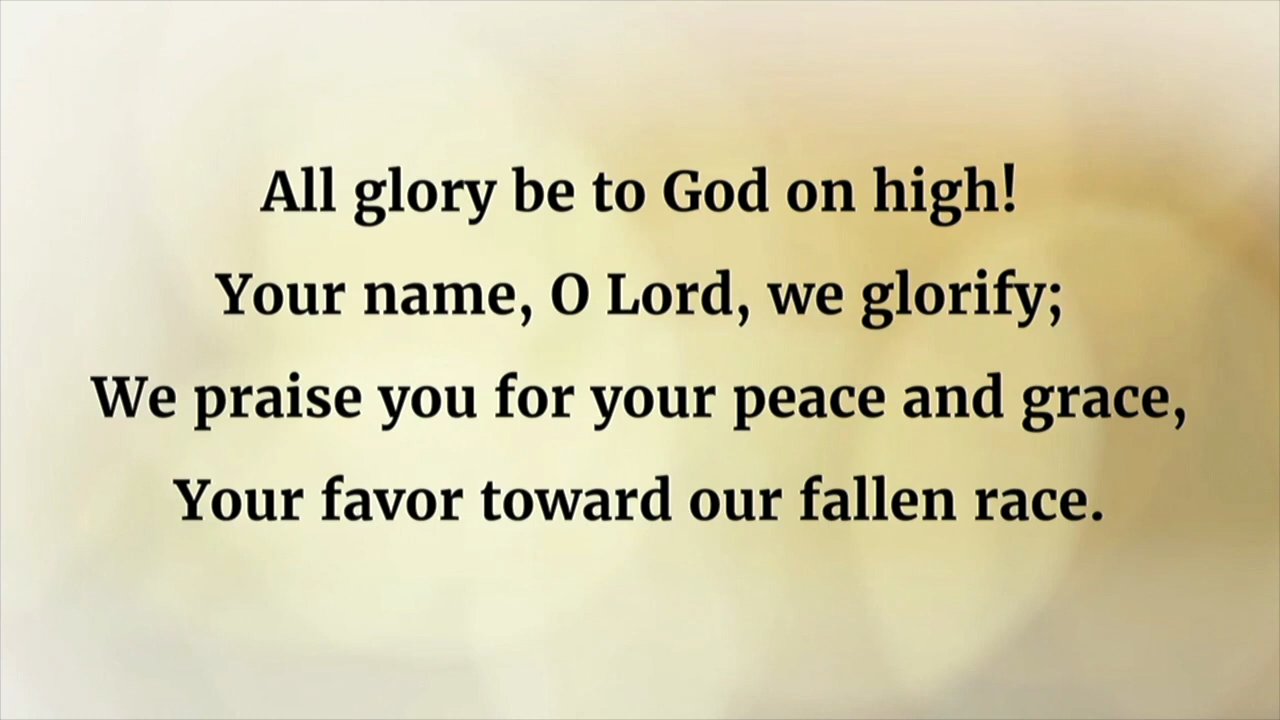 All glory be to God on high!
Your name, O Lord, we glorify;
We praise you for your peace and grace,
Your favor toward our fallen race.